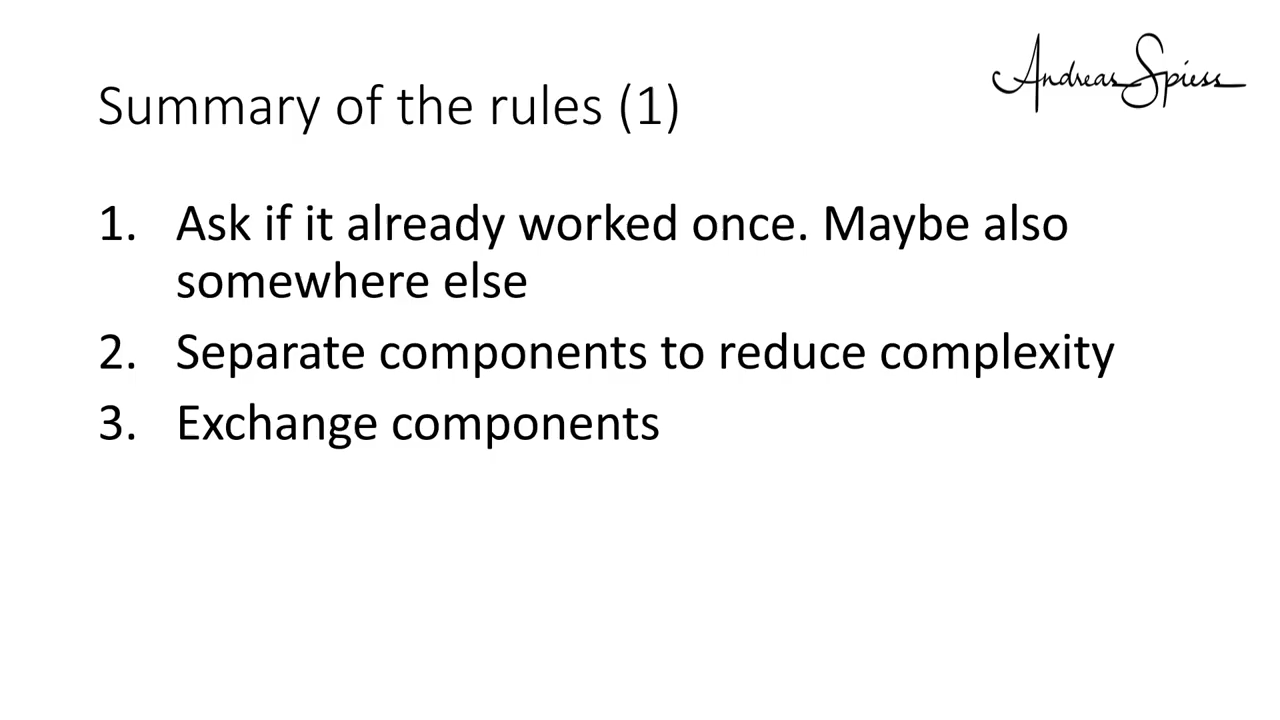 Andreas Spiess
Summary of the rules (1)
1. Ask if it already worked once. Maybe also
somewhere else
2. Separate components to reduce complexity
3. Exchange components